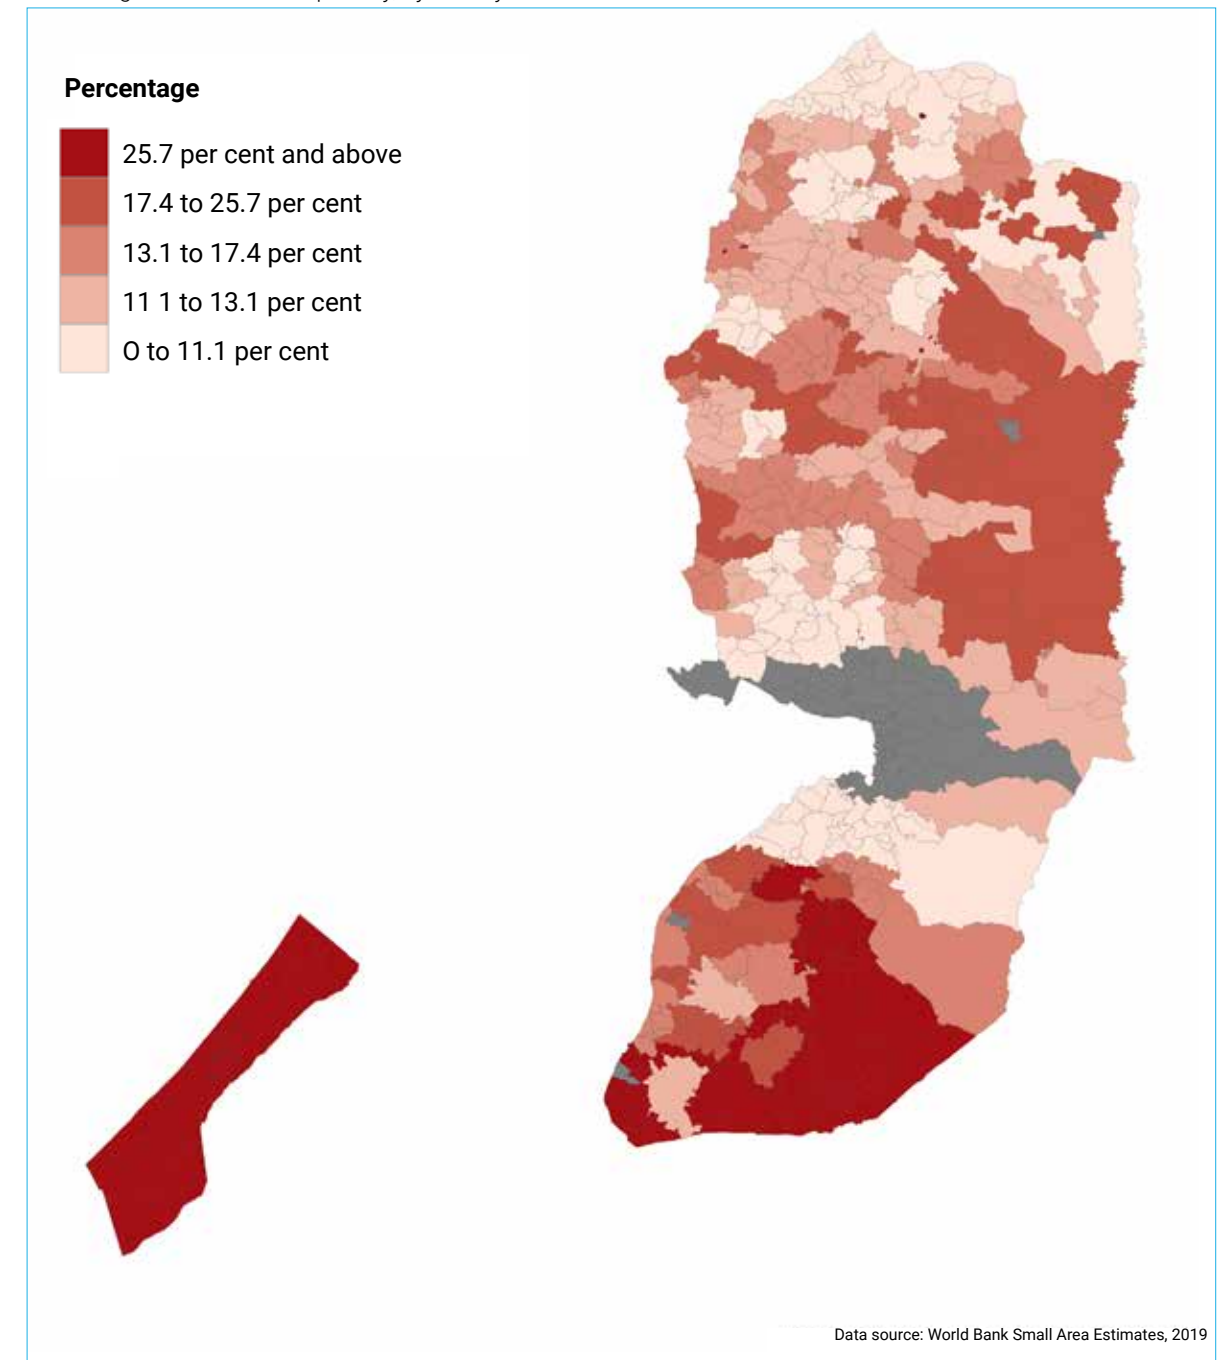 Percentage
25.7 per cent and above
17.4 to 25.7 per cent
13.1 to 17.4 per cent
11 1 to 13.1 per cent
O to 11.1 per cent
Data source: World Bank Small Area Estimates, 2019